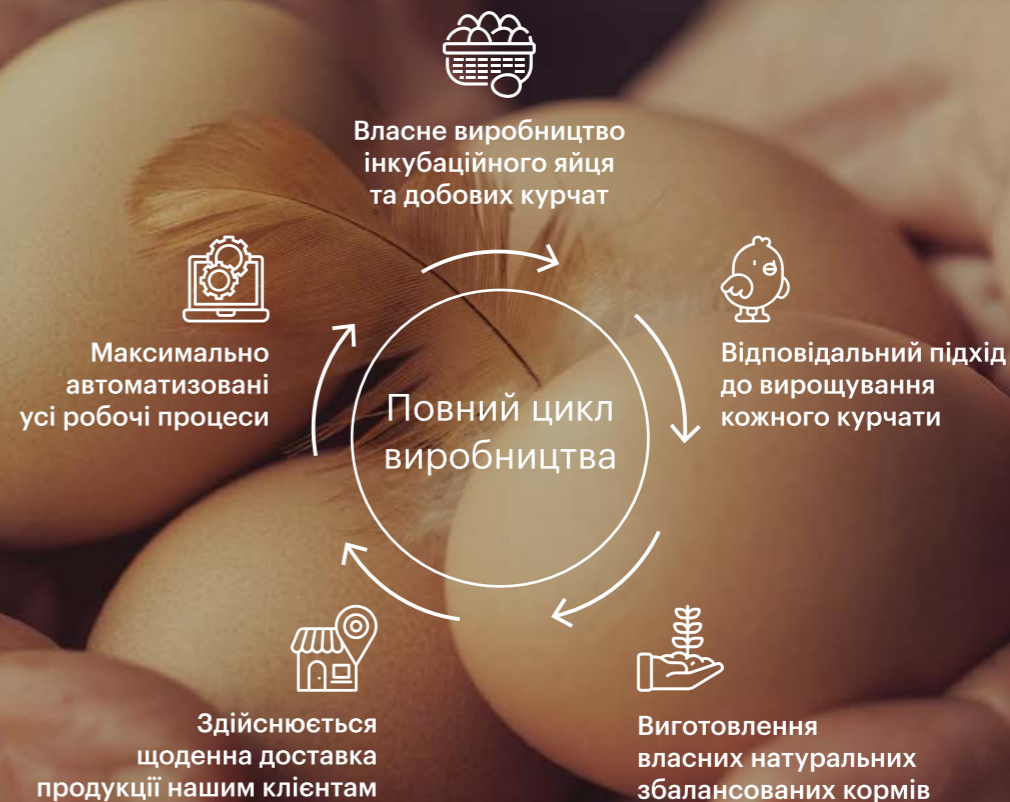 Власне виробництво
інкубаційного яйця
та добових курчат
Відповідальний підхід
до вирощування
кожного курчати
Виготовлення
власних натуральних
збалансованих кормів
Здійснюється
щоденна доставка
продукції нашим клієнтам
Максимально
автоматизовані
усі робочі процеси
Повний цикл
виробництва